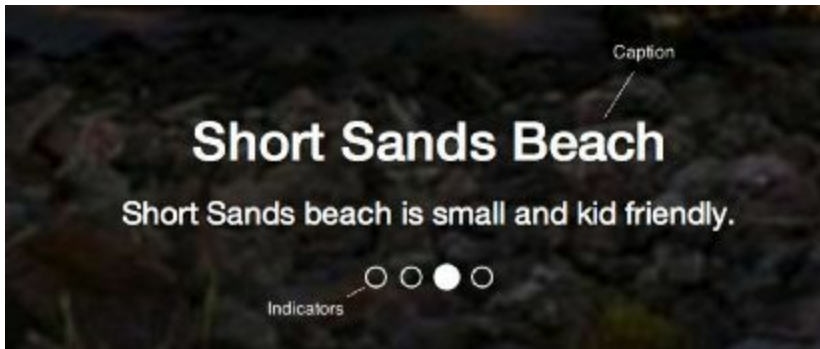 Caption
Short Sands Beach
Short Sands beach is small and kid friendly.
Indicators